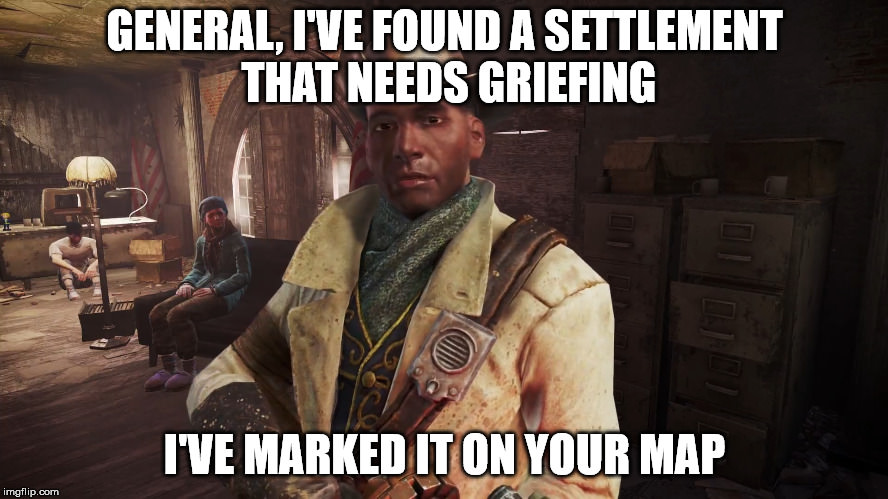 GENERAL, I'VE FOUND A SETTLEMENT
THAT NEEDS GRIEFING
I'VE MARKED IT ON YOUR MAP
imgflip.com